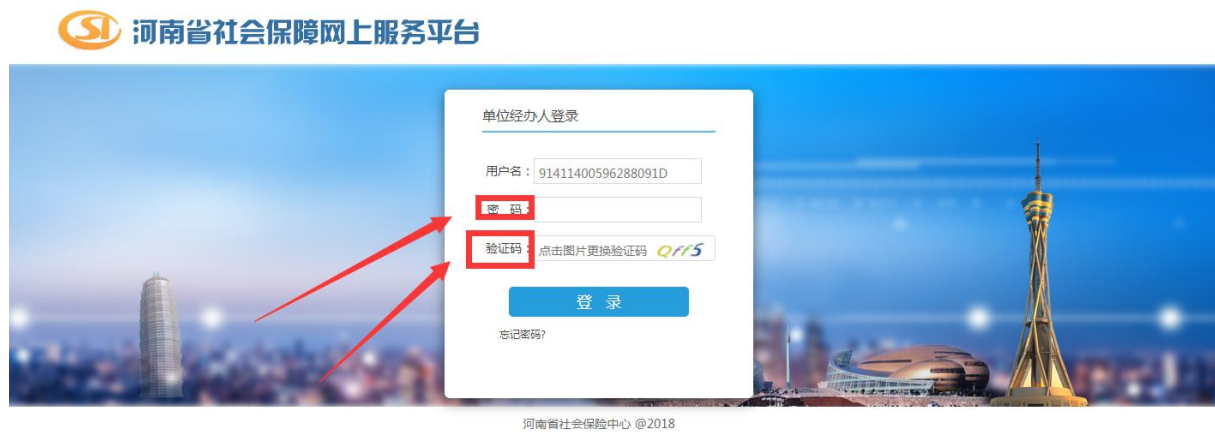 SI 河南省社会保障网上服务平台
单位经办人登录
用户名： 91411400596288091D
密 码：
验证码： 点击图片更换验证码 Qff5
登 录
忘记密码?
河南省社会保险中心 @2018